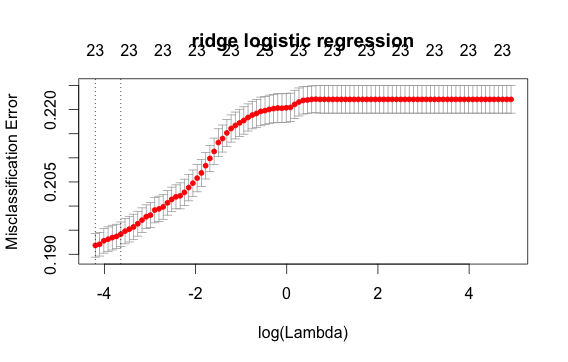 ridge logistic regression
23 23 23 23 23 23 23 23 23 23 23 23 23
Misclassification Error
0.220
0.205
0.190
-4 -2 0 2 4
log(Lambda)